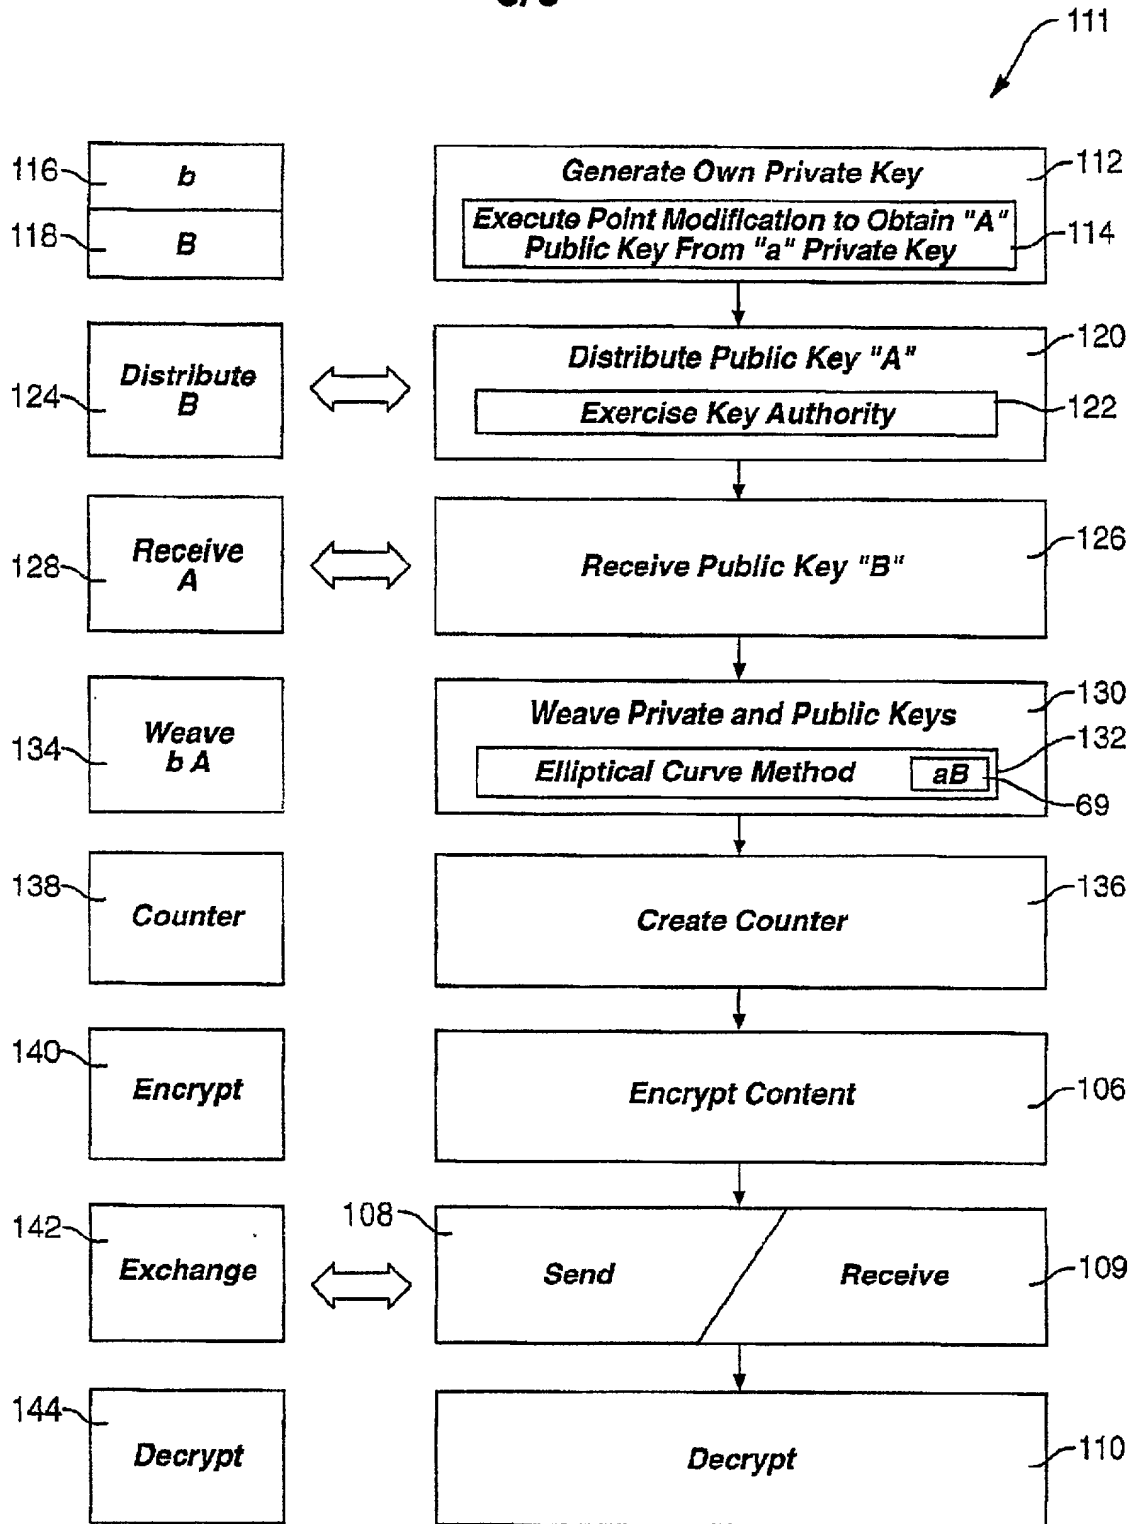 111
116
b
118
B
Generate Own Private Key
112
Execute Point Modification to Obtain "A"
Public Key From "a" Private Key
114
124
Distribute
B
Distribute Public Key "A"
120
Exercise Key Authority
122
128
Receive
A
Receive Public Key "B"
126
134
Weave
b A
Weave Private and Public Keys
130
Elliptical Curve Method
aB
132
69
138
Counter
Create Counter
136
140
Encrypt
Encrypt Content
106
142
Exchange
108
Send
Receive
109
144
Decrypt
Decrypt
110